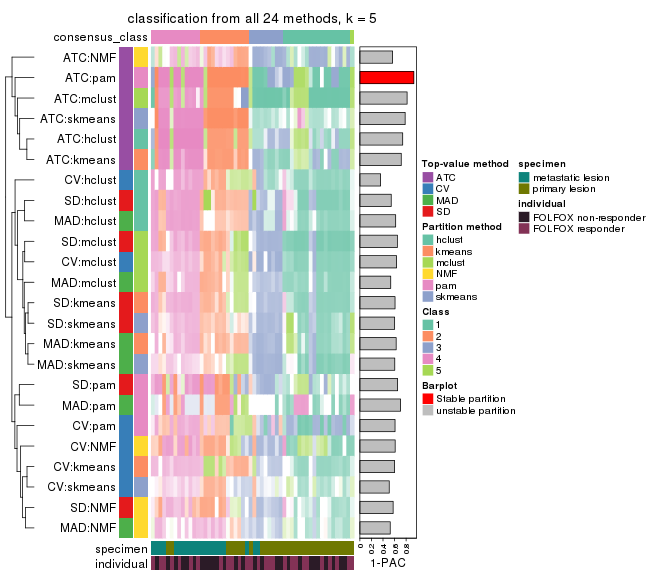 classification from all 24 methods, k = 5
consensus_class
ATC:NMF
ATC:pam
ATC:mclust
ATC:skmeans
ATC:hclust
ATC:kmeans
CV:hclust
SD:hclust
MAD:hclust
SD:mclust
CV:mclust
MAD:mclust
SD:kmeans
SD:skmeans
MAD:kmeans
MAD:skmeans
SD:pam
MAD:pam
CV:pam
CV:NMF
CV:kmeans
CV:skmeans
SD:NMF
MAD:NMF
specimen
individual
0 0.2 0.4 0.6 0.8
1-PAC
Top-value method
ATC
CV
MAD
SD
Partition method
hclust
kmeans
mclust
NMF
pam
skmeans
Class
1
2
3
4
5
Barplot
Stable partition
unstable partition
specimen
metastatic lesion
primary lesion
individual
FOLFOX non-responder
FOLFOX responder